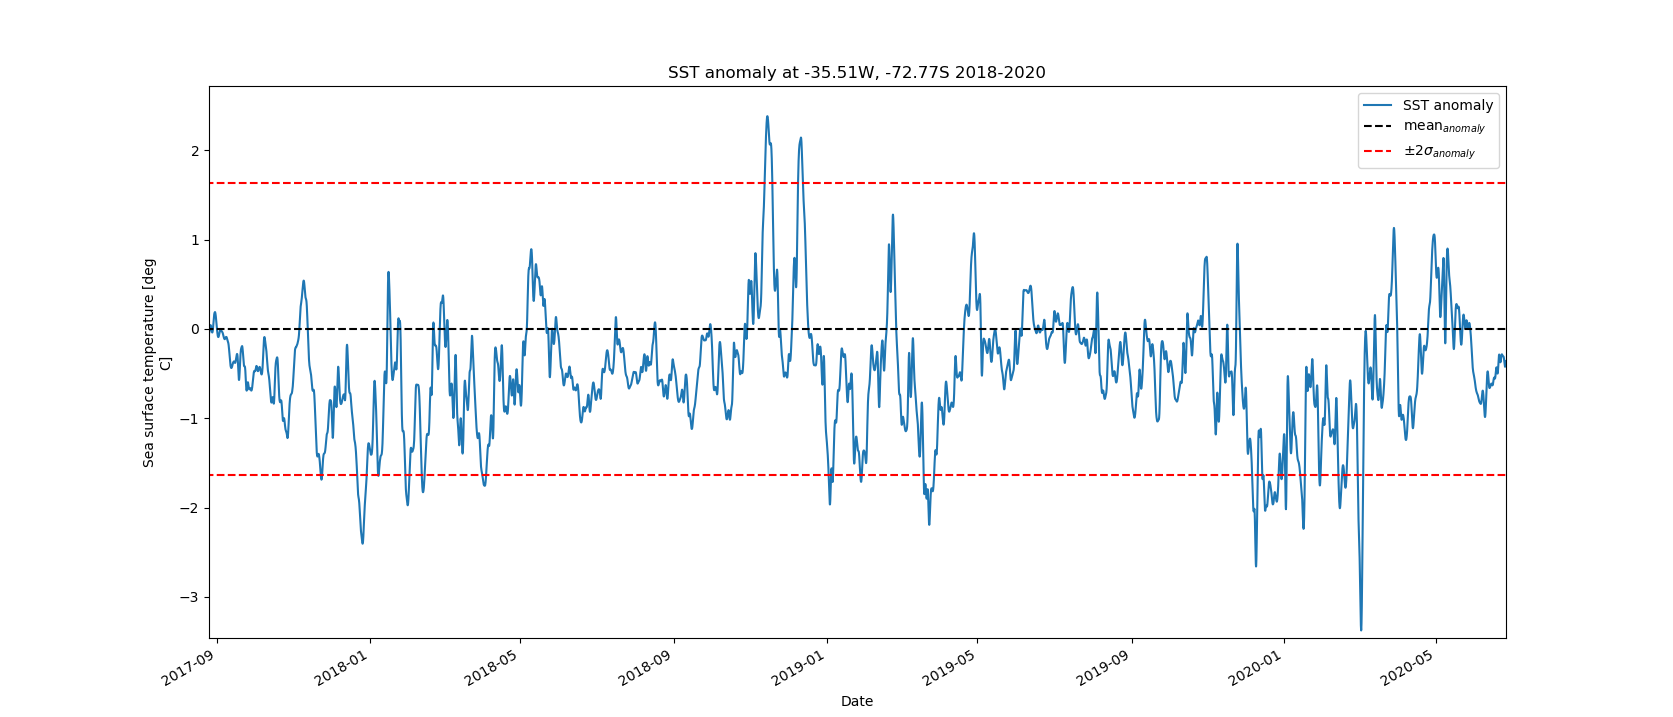 SST anomaly at -35.51W, -72.77S 2018-2020
SST anomaly
mean_anomaly
±2σ_anomaly
2
1
0
−1
−2
−3
Sea surface temperature [deg
C]
2017-09
2018-01
2018-05
2018-09
2019-01
2019-05
2019-09
2020-01
2020-05
Date